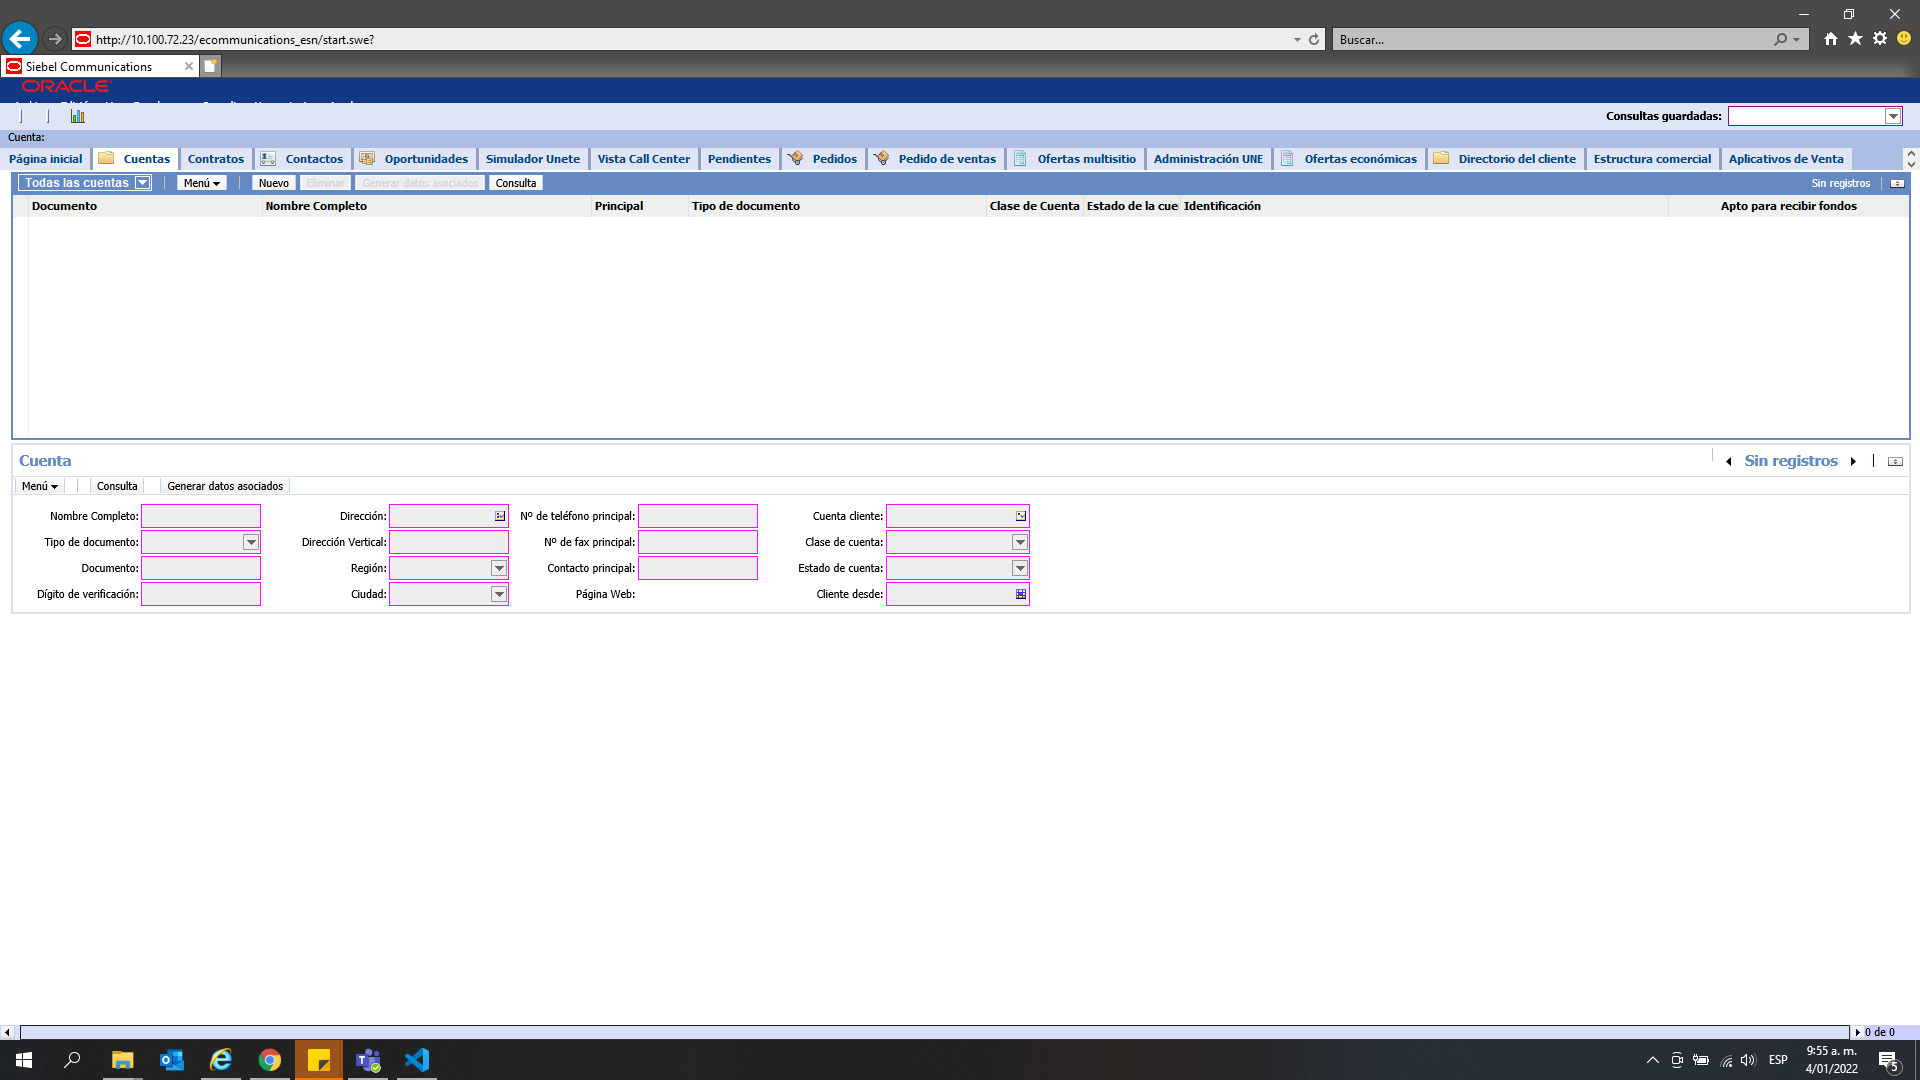 http://10.100.72.23/ecommunications_esn/start.swe?
Buscar...
Siebel Communications
ORACLE
Consultas guardadas:
Cuenta:
Página inicial Cuentas Contratos Contactos Oportunidades Simulador Unete Vista Call Center Pendientes Pedidos Pedido de ventas Ofertas multisitio Administración UNE Ofertas económicas Directorio del cliente Estructura comercial Aplicativos de Venta
Todas las cuentas Menú Nuevo Eliminar Generar datos asociados Consulta Sin registros
Documento Nombre Completo Principal Tipo de documento Clase de Cuenta Estado de la cue Identificación Apto para recibir fondos
Cuenta Sin registros
Menú Consulta Generar datos asociados
Nombre Completo: Dirección: Nº de teléfono principal: Cuenta cliente:
Tipo de documento: Dirección Vertical: Nº de fax principal: Clase de cuenta:
Documento: Región: Contacto principal: Estado de cuenta:
Dígito de verificación: Ciudad: Página Web: Cliente desde:
0 de 0
ESP
9:55 a. m.
4/01/2022
5